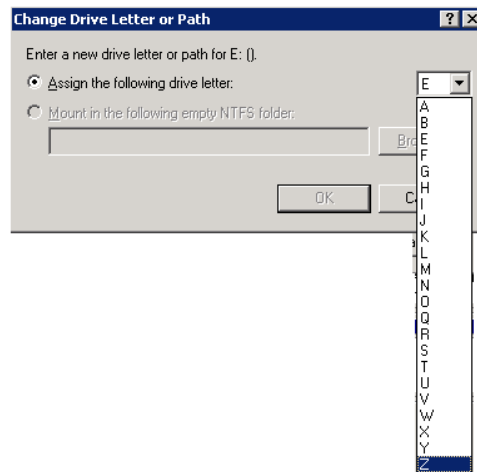 Change Drive Letter or Path
Enter a new drive letter or path for E: ().
Assign the following drive letter:
E
Mount in the following empty NTFS folder:
OK
A
B
E
F
G
H
I
J
K
L
M
N
O
Q
R
S
T
U
V
W
X
Y
Z